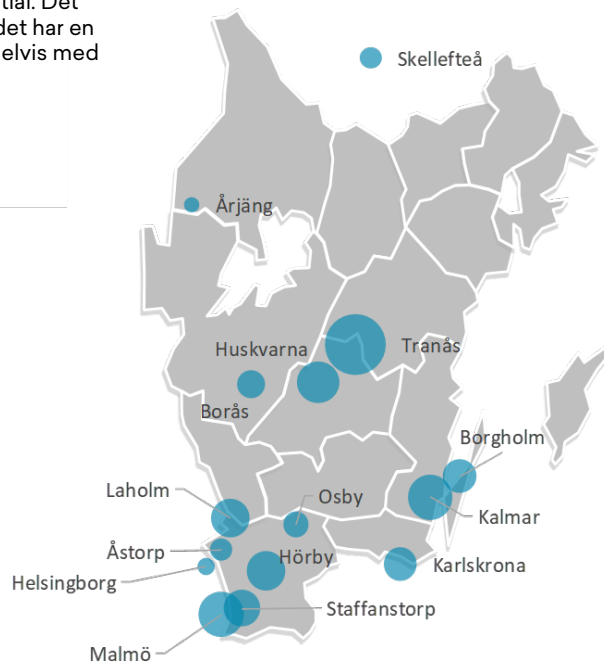 tial. Det
det har en
elvis med
Skellefteå
Årjäng
Huskvarna
Tranås
Borås
Borgholm
Laholm
Osby
Kalmar
Åstorp
Hörby
Karlskrona
Helsingborg
Staffanstorp
Malmö